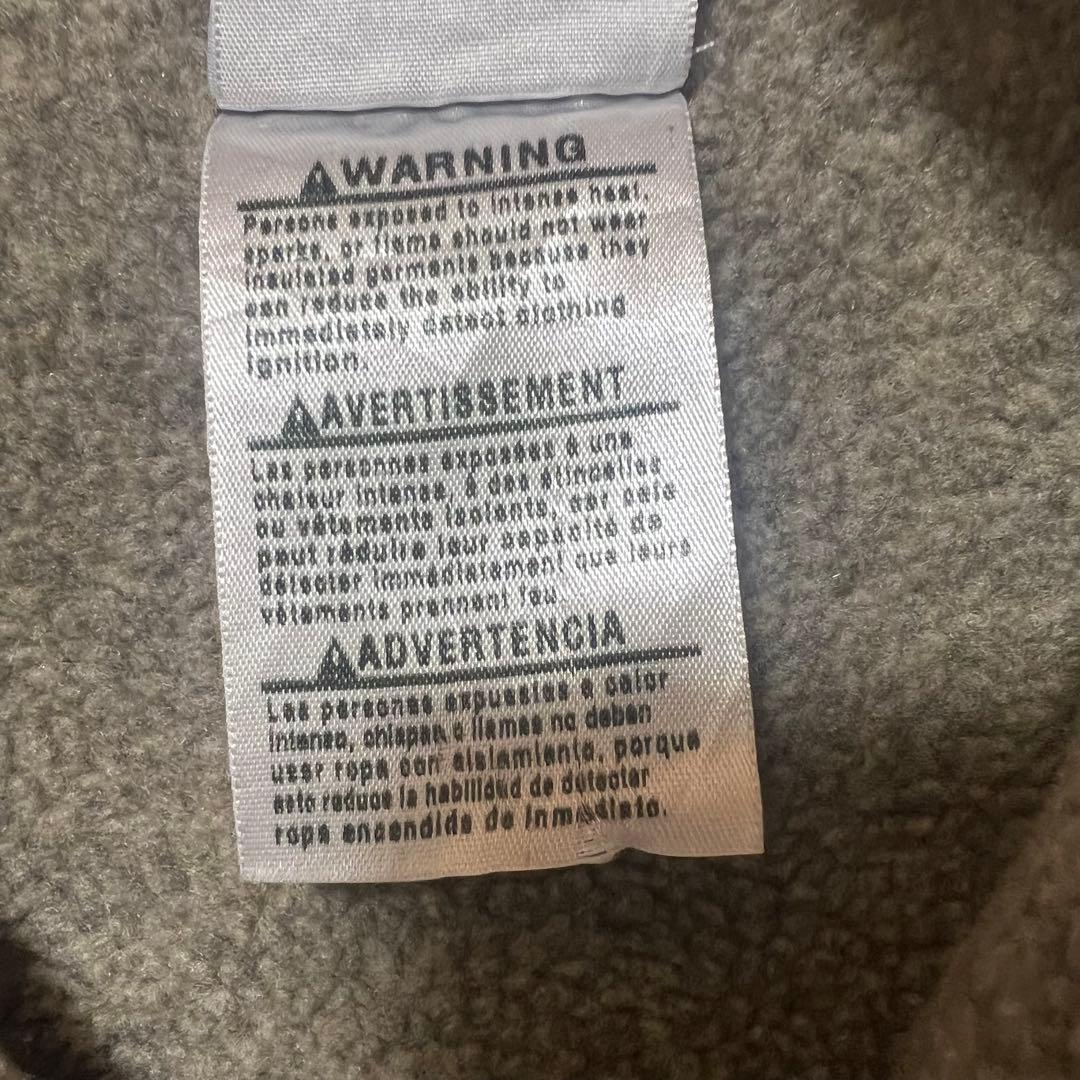 ⚠WARNING
Persons exposed to intense heat,
sparks, or flame should not wear
insulated garments because they
can reduce the ability to
immediately detect clothing
ignition.
⚠AVERTISSEMENT
Les personnes exposées à une
chaleur intense, à des étincelles
ou vêtements isolants, car cela
peut réduire leur capacité de
détecter immédiatement que leurs
vêtements prennent feu
⚠ADVERTENCIA
Las personas expuestas a calor
intenso, chispan o llamas no deben
usar ropa con aislamiento, porque
esto reduce la habilidad de detectar
ropa encendida de inmediato.